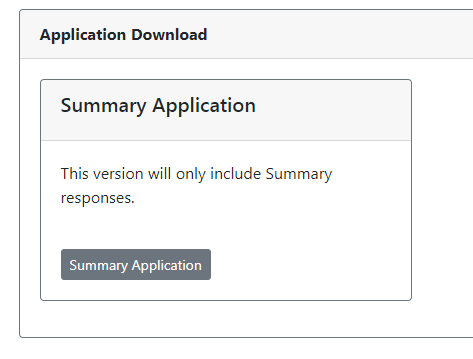 Application Download
Summary Application
This version will only include Summary
responses.
Summary Application